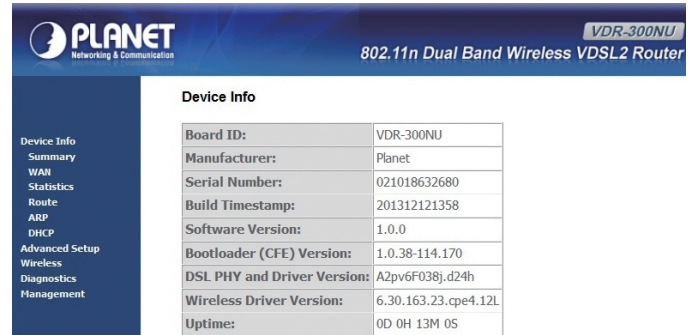 PLANET
Networking & Communication
VDR-300NU
802.11n Dual Band Wireless VDSL2 Router
Device Info
Summary
WAN
Statistics
Route
ARP
DHCP
Advanced Setup
Wireless
Diagnostics
Management
Device Info
Board ID: VDR-300NU
Manufacturer: Planet
Serial Number: 021018632680
Build Timestamp: 201312121358
Software Version: 1.0.0
Bootloader (CFE) Version: 1.0.38-114.170
DSL PHY and Driver Version: A2pv6F038j.d24h
Wireless Driver Version: 6.30.163.23.cpe4.12L
Uptime: 0D 0H 13M 0S